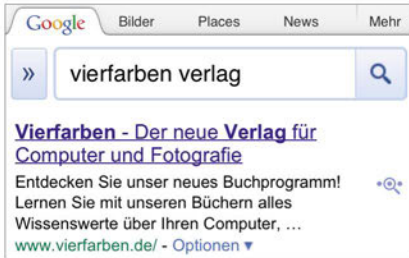 Google Bilder Places News Mehr
» vierfarben verlag
Vierfarben - Der neue Verlag für
Computer und Fotografie
Entdecken Sie unser neues Buchprogramm!
Lernen Sie mit unseren Büchern alles
Wissenswerte über Ihren Computer, ...
www.vierfarben.de/ - Optionen ▼